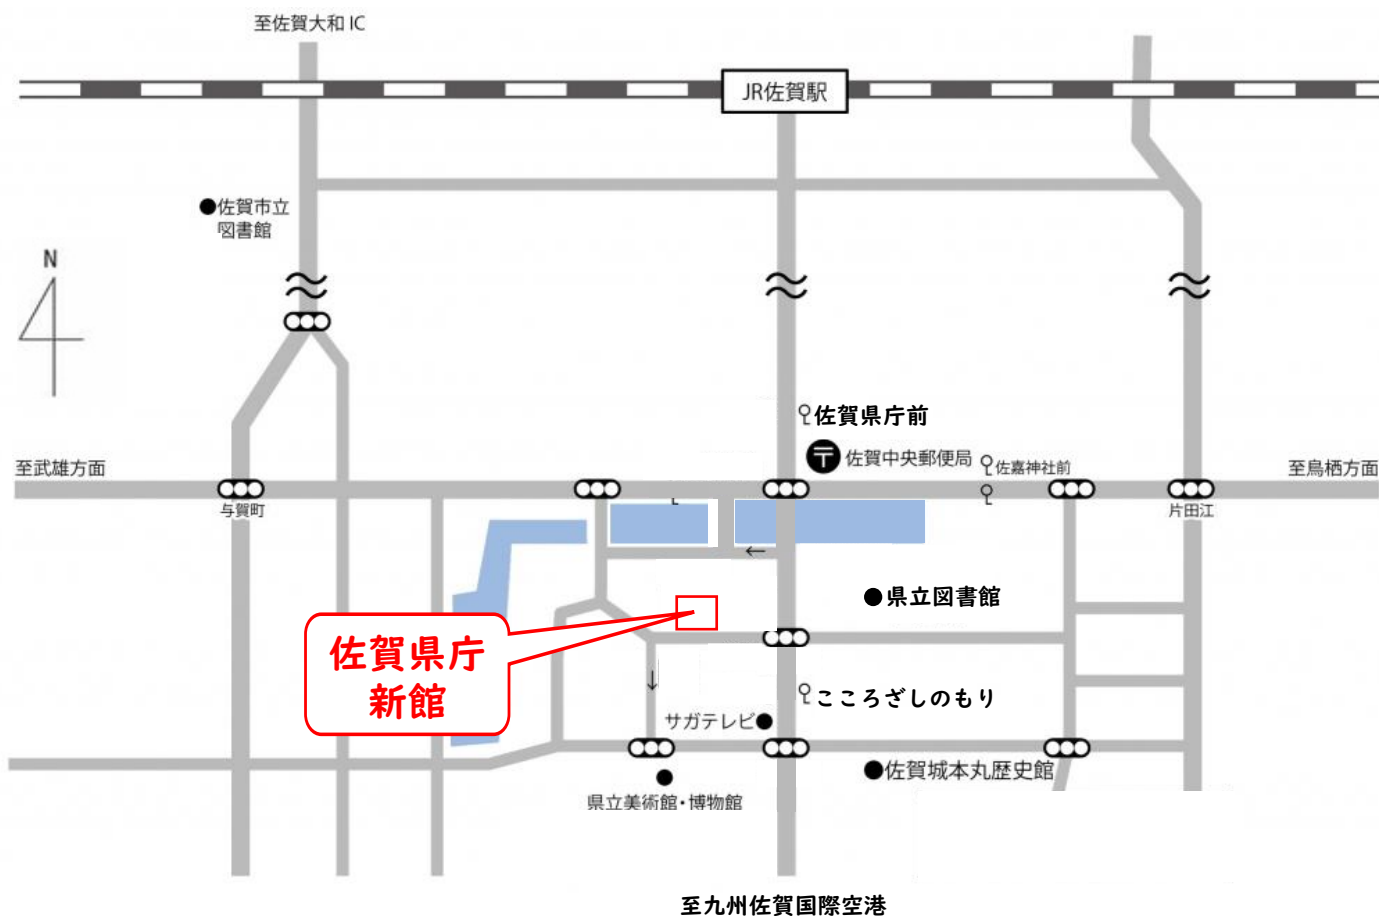 至佐賀大和 IC
JR佐賀駅
佐賀市立
図書館
N
佐賀県庁前
〒
佐賀中央郵便局
佐嘉神社前
至武雄方面
至鳥栖方面
与賀町
片田江
県立図書館
佐賀県庁
新館
こころざしのもり
サガテレビ
佐賀城本丸歴史館
県立美術館・博物館
至九州佐賀国際空港